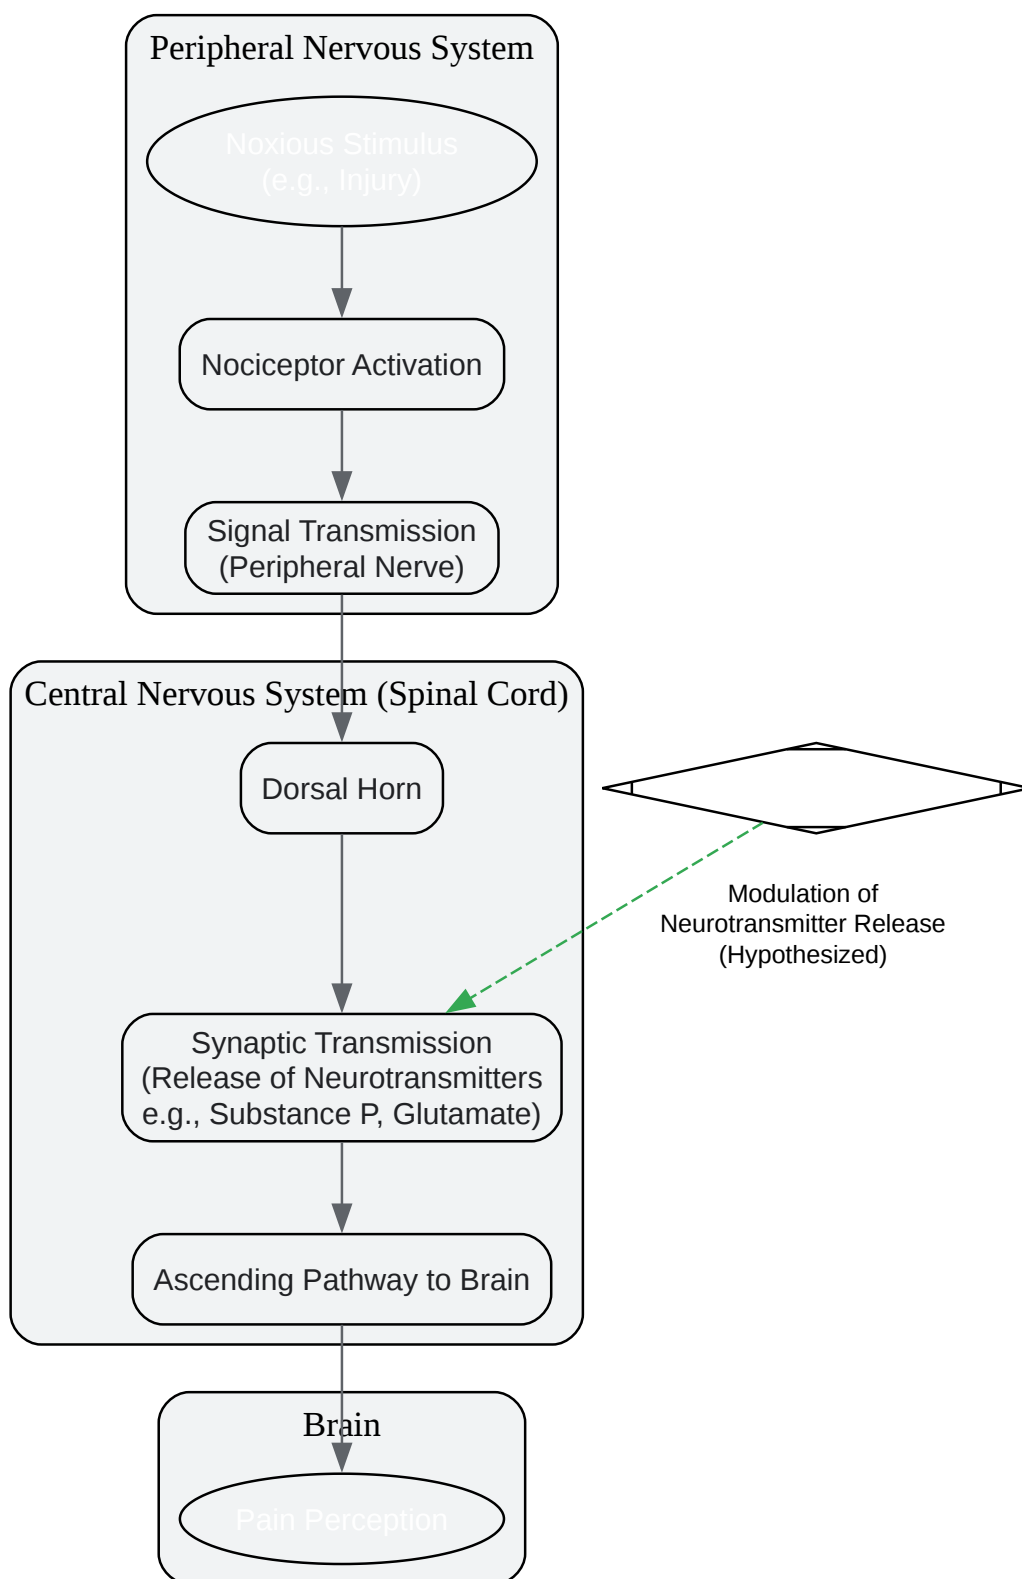 Peripheral Nervous System
Noxious Stimulus
(e.g., Injury)
Nociceptor Activation
Signal Transmission
(Peripheral Nerve)
Central Nervous System (Spinal Cord)
Dorsal Horn
Modulation of
Neurotransmitter Release
(Hypothesized)
Synaptic Transmission
(Release of Neurotransmitters
e.g., Substance P, Glutamate)
Ascending Pathway to Brain
Brain
Pain Perception